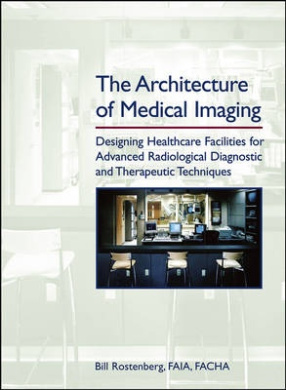 The Architecture
of Medical Imaging
Designing Healthcare Facilities for
Advanced Radiological Diagnostic
and Therapeutic Techniques
Bill Rostenberg, FAIA, FACHA